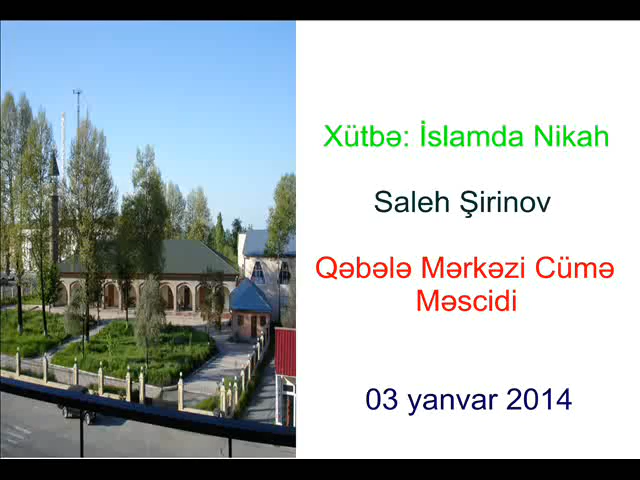 Xütbə: İslamda Nikah
Saleh Şirinov
Qəbələ Mərkəzi Cümə
Məscidi
03 yanvar 2014